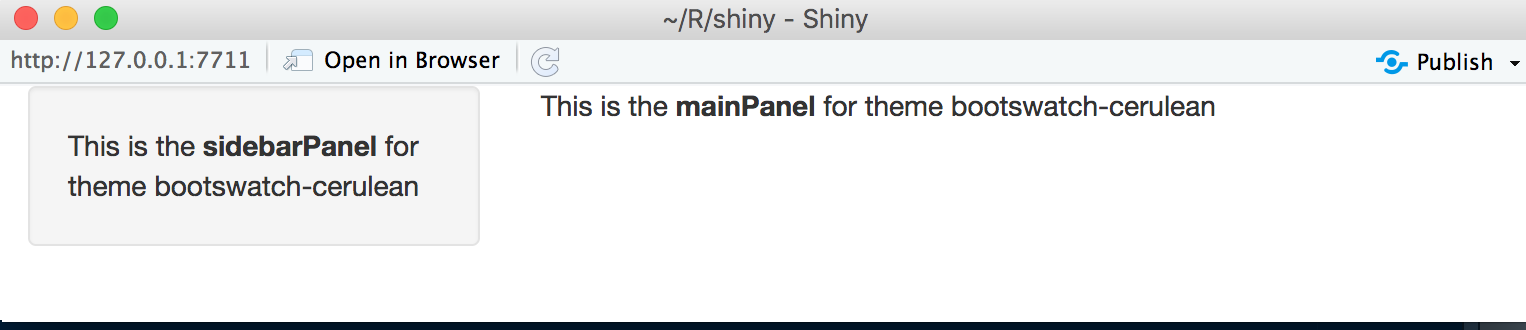 ~/R/shiny - Shiny
http://127.0.0.1:7711 Open in Browser Publish
This is the mainPanel for theme bootswatch-cerulean
This is the sidebarPanel for
theme bootswatch-cerulean